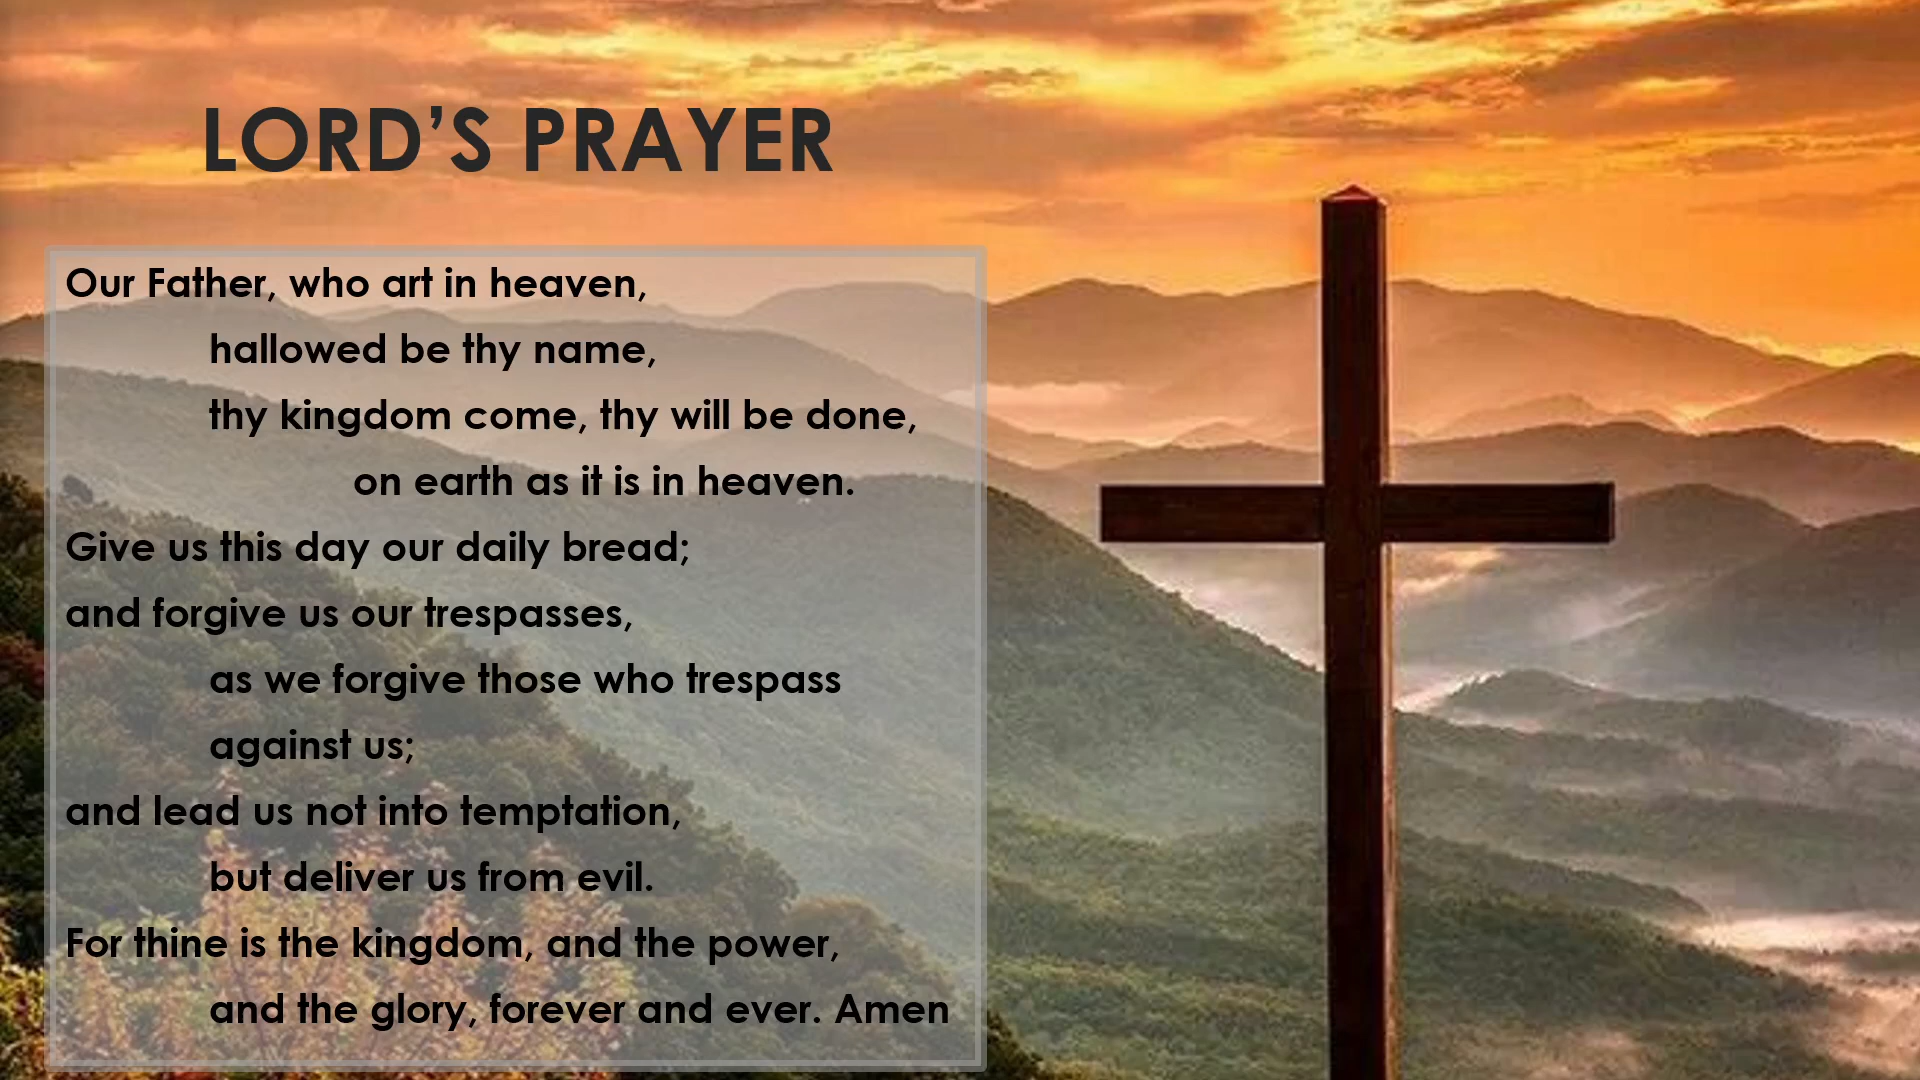 LORD’S PRAYER
Our Father, who art in heaven,
hallowed be thy name,
thy kingdom come, thy will be done,
on earth as it is in heaven.
Give us this day our daily bread;
and forgive us our trespasses,
as we forgive those who trespass
against us;
and lead us not into temptation,
but deliver us from evil.
For thine is the kingdom, and the power,
and the glory, forever and ever. Amen